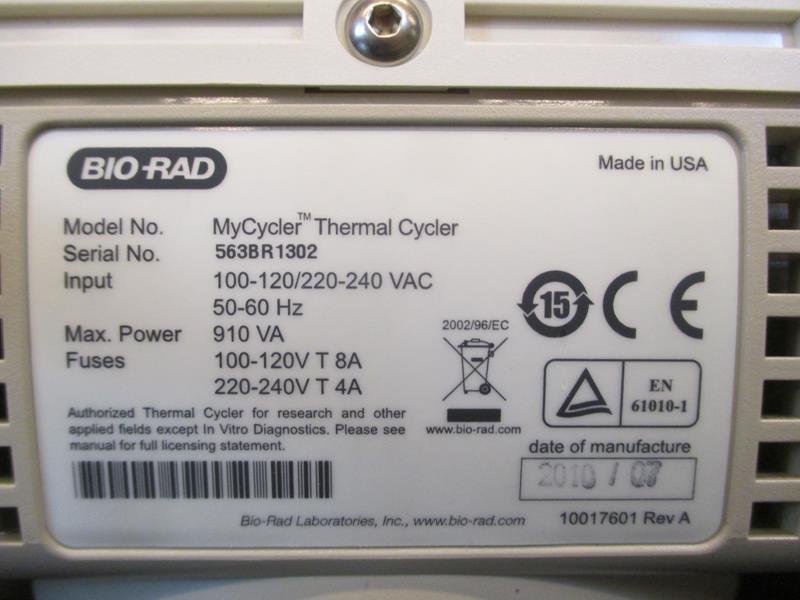 BIO-RAD
Made in USA
Model No. MyCycler™ Thermal Cycler
Serial No. 563BR1302
Input 100-120/220-240 VAC
50-60 Hz
Max. Power 910 VA
Fuses 100-120V T 8A
220-240V T 4A
15
CE
2002/96/EC
www.bio-rad.com
EN
61010-1
Authorized Thermal Cycler for research and other
applied fields except In Vitro Diagnostics. Please see
manual for full licensing statement.
date of manufacture
2010 / 07
Bio-Rad Laboratories, Inc., www.bio-rad.com
10017601 Rev A